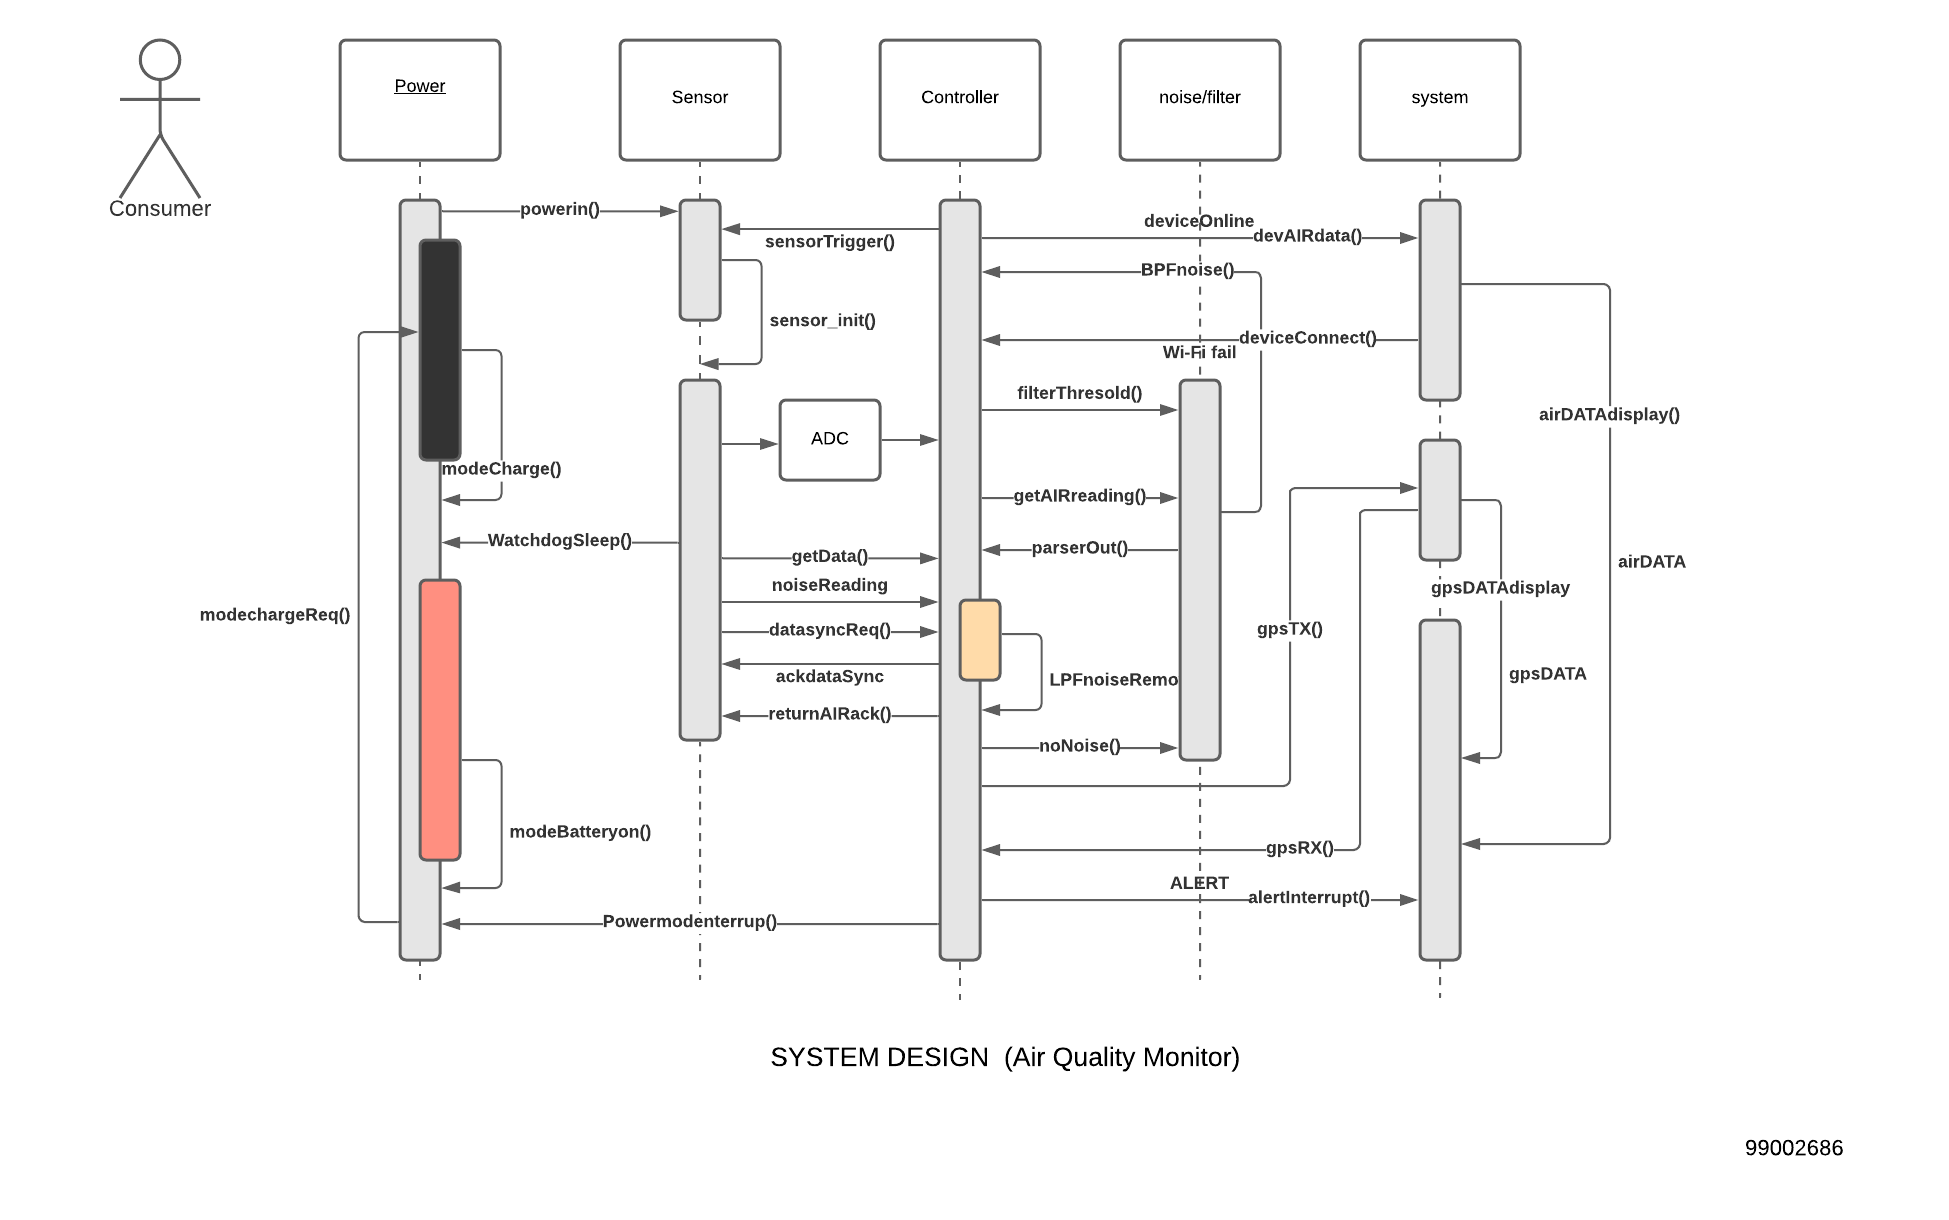 Power
Sensor
Controller
noise/filter
system
Consumer
powerin()
deviceOnline
devAIRdata()
sensorTrigger()
BPFnoise()
sensor_init()
deviceConnect()
Wi-Fi fail
filterThresold()
airDATAdisplay()
ADC
modeCharge()
getAIRreading()
WatchdogSleep()
parserOut()
getData()
airDATA
noiseReading
gpsDATAdisplay
modechargeReq()
datasyncReq()
gpsTX()
ackdataSync
LPFnoiseRemo
gpsDATA
returnAIRack()
noNoise()
modeBatteryon()
gpsRX()
ALERT
alertInterrupt()
Powermodenterrup()
SYSTEM DESIGN (Air Quality Monitor)
99002686